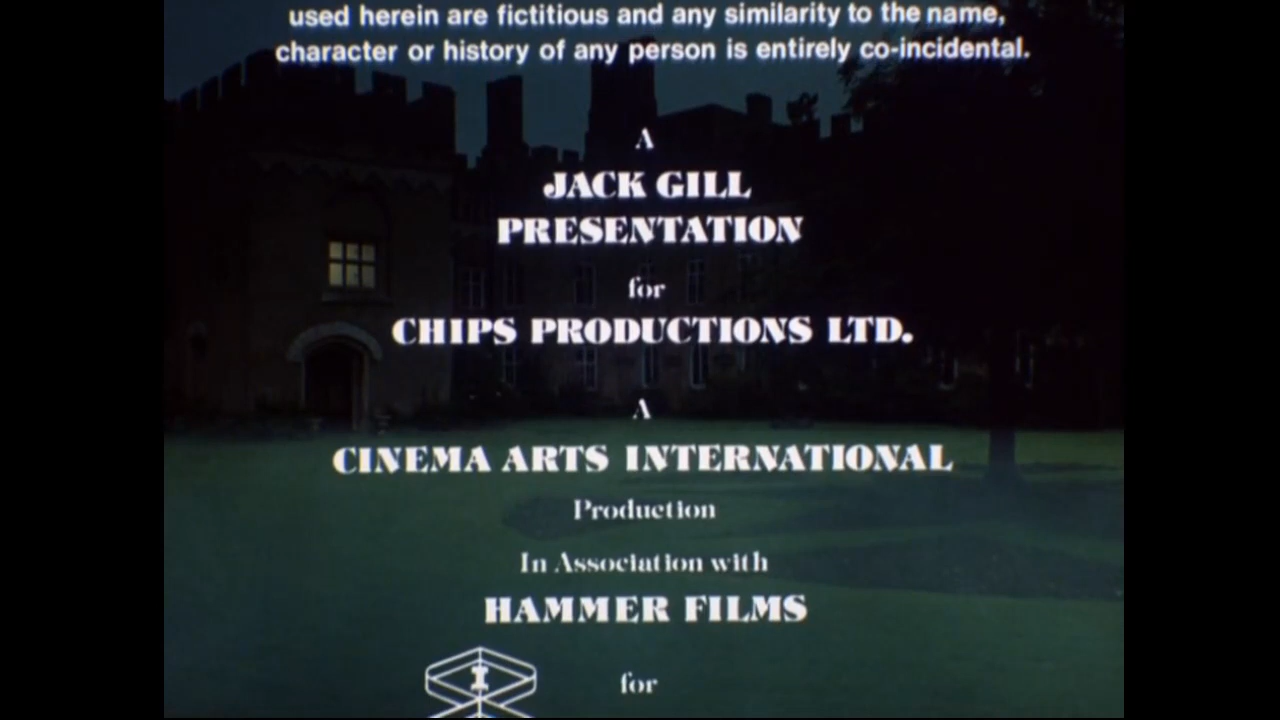 used herein are fictitious and any similarity to the name,
character or history of any person is entirely co-incidental.
A
JACK GILL
PRESENTATION
for
CHIPS PRODUCTIONS LTD.
A
CINEMA ARTS INTERNATIONAL
Production
In Association with
HAMMER FILMS
I
for